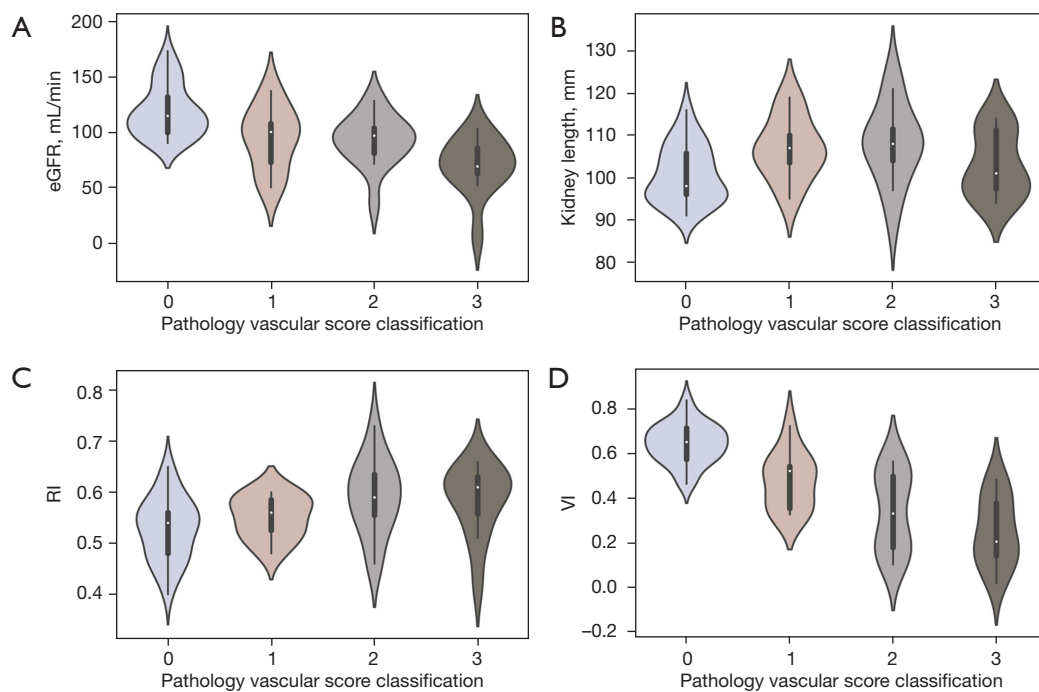 A
eGFR, mL/min
200
150
100
50
0
0 1 2 3
Pathology vascular score classification
B
Kidney length, mm
130
120
110
100
90
80
0 1 2 3
Pathology vascular score classification
C
RI
0.8
0.7
0.6
0.5
0.4
0 1 2 3
Pathology vascular score classification
D
VI
0.8
0.6
0.4
0.2
0.0
–0.2
0 1 2 3
Pathology vascular score classification